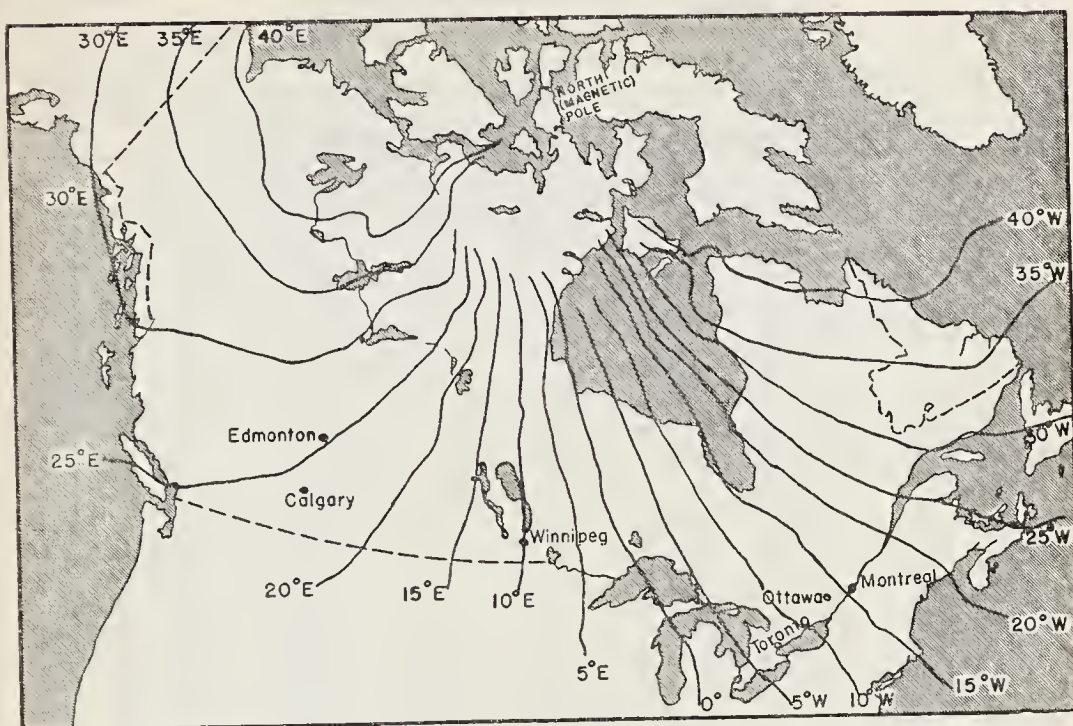 30°E
35°E
40°E
NORTH
(MAGNETIC)
POLE
30°E
40°W
35°W
Edmonton
25°E
Calgary
30°W
Winnipeg
25°W
20°E
15°E
10°E
Ottawa
Montreal
Toronto
20°W
5°E
0°
5°W
10°W
15°W